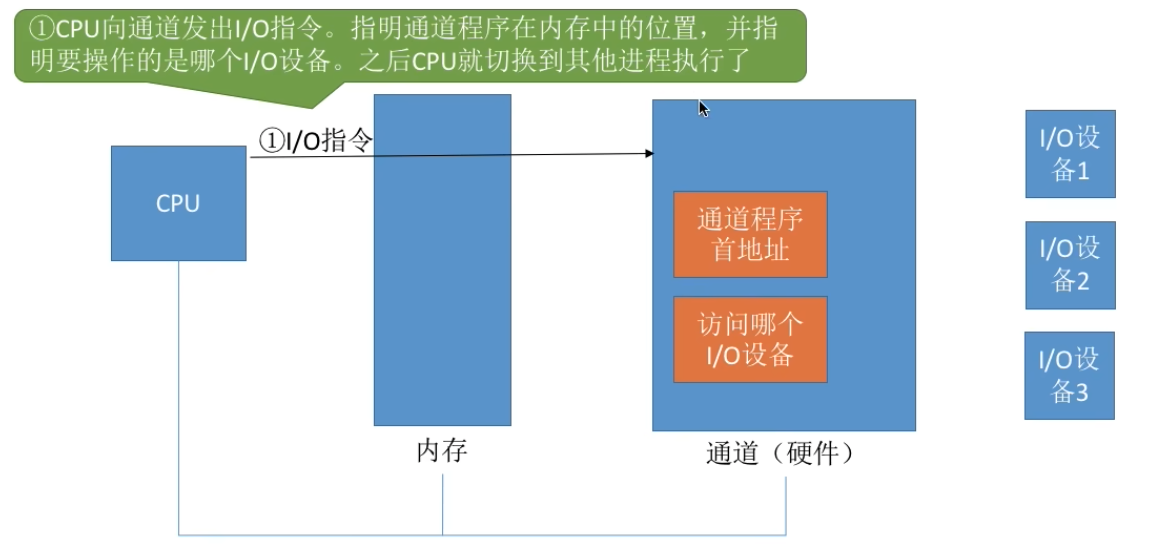 ①CPU向通道发出I/O指令。指明通道程序在内存中的位置，并指
明要操作的是哪个I/O设备。之后CPU就切换到其他进程执行了
①I/O指令
CPU
通道程序
首地址
访问哪个
I/O设备
I/O设
备1
I/O设
备2
I/O设
备3
内存
通道（硬件）